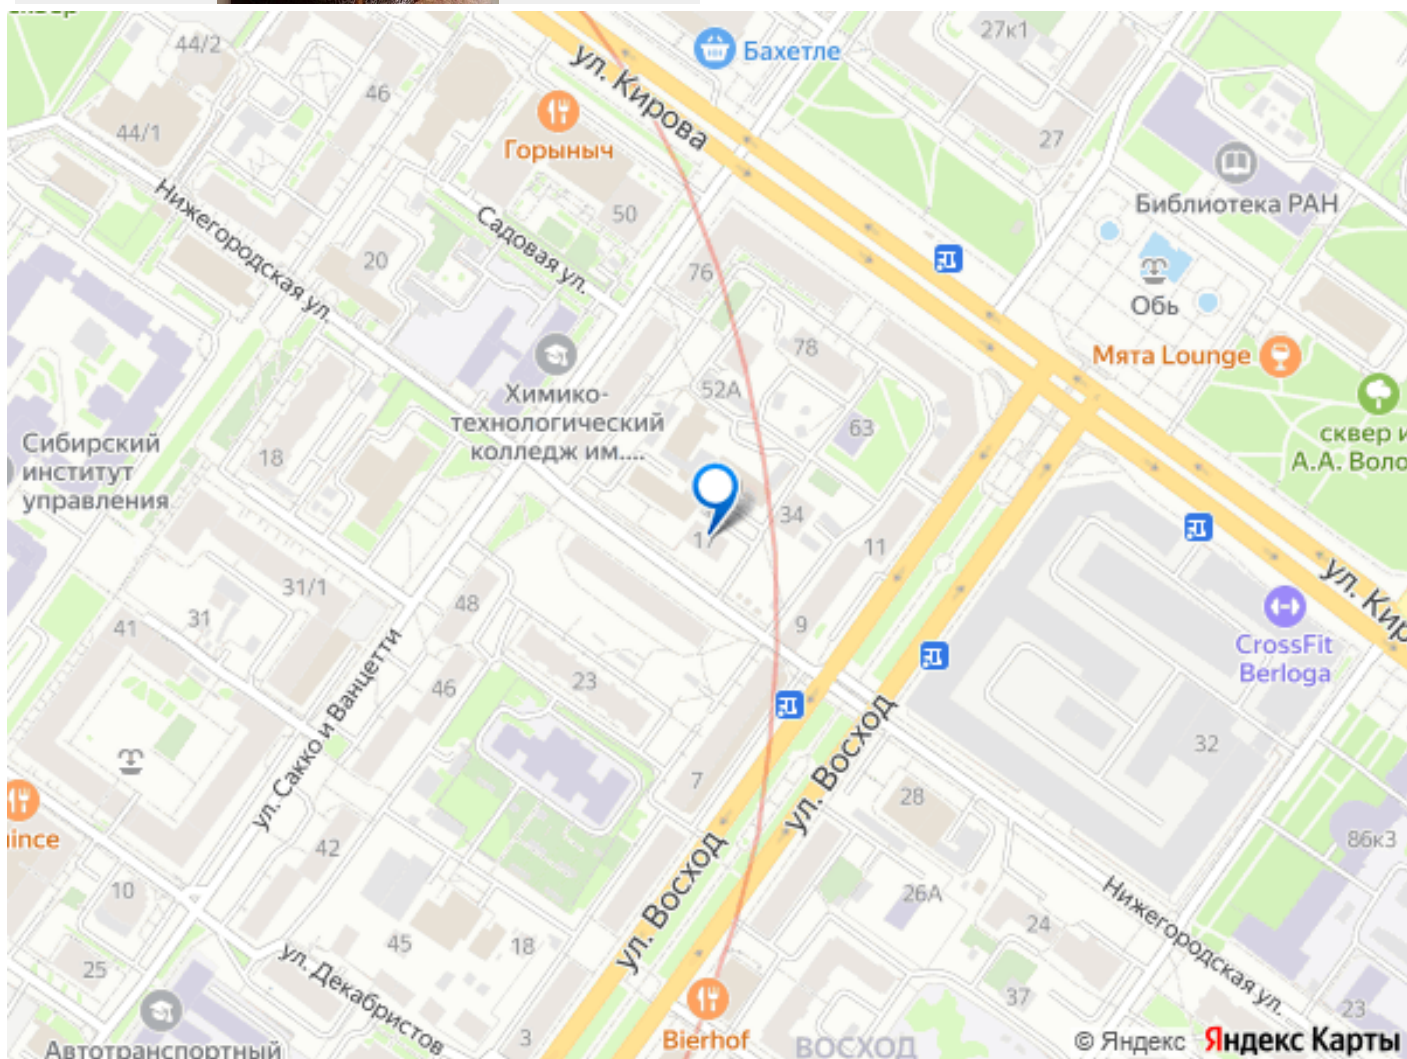 44/2
27к1
Бахетле
ул. Кирова
46
44/1
Горыныч
27
Библиотека РАН
Нижегородская ул.
50
Садовая ул.
20
76
Обь
78
Мята Lounge
52А
Химико-
технологический
колледж им....
63
сквер и
А.А. Воло
Сибирский
институт
управления
18
34
17
11
ул. Кир
31/1
48
31
41
9
CrossFit
Berloga
23
46
ул. Сакко и Ванцетти
ул. Восход
32
7
28
ince
42
86к3
10
ул. Восход
26А
Нижегородская ул.
24
45
18
25
ул. Декабристов
37
23
3
Bierhof
ВОСХОД
Автотранспортный
© Яндекс Яндекс Карты